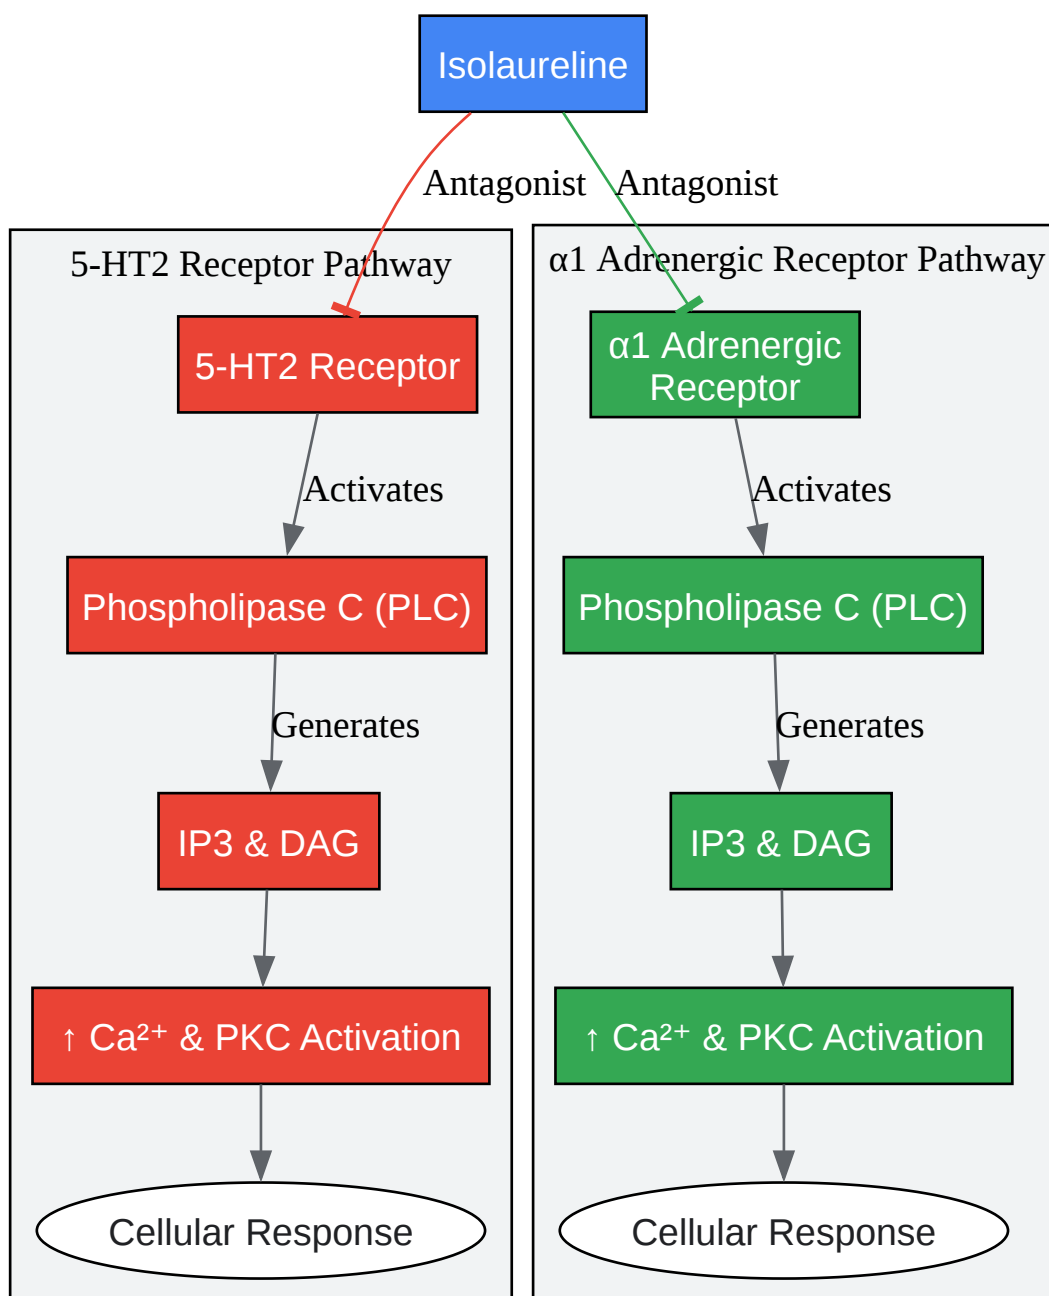 Isolaureline
Antagonist
Antagonist
5-HT2 Receptor Pathway
5-HT2 Receptor
Activates
Phospholipase C (PLC)
Generates
IP3 & DAG
↑ Ca²⁺ & PKC Activation
Cellular Response
α1 Adrenergic Receptor Pathway
α1 Adrenergic
Receptor
Activates
Phospholipase C (PLC)
Generates
IP3 & DAG
↑ Ca²⁺ & PKC Activation
Cellular Response